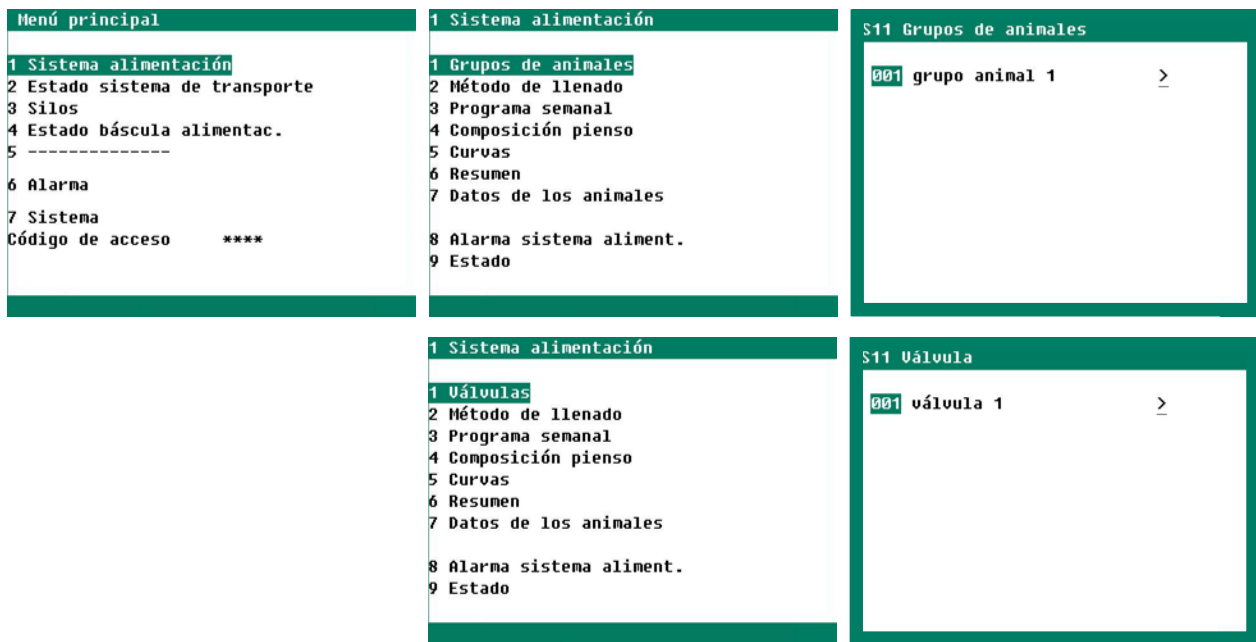 Menú principal
1 Sistema alimentación
2 Estado sistema de transporte
3 Silos
4 Estado báscula alimentac.
5 --------------
6 Alarma
7 Sistema
Código de acceso ****
1 Sistema alimentación
1 Grupos de animales
2 Método de llenado
3 Programa semanal
4 Composición pienso
5 Curvas
6 Resumen
7 Datos de los animales
8 Alarma sistema aliment.
9 Estado
S11 Grupos de animales
001 grupo animal 1 >
1 Sistema alimentación
1 Válvulas
2 Método de llenado
3 Programa semanal
4 Composición pienso
5 Curvas
6 Resumen
7 Datos de los animales
8 Alarma sistema aliment.
9 Estado
S11 Válvula
001 válvula 1 >